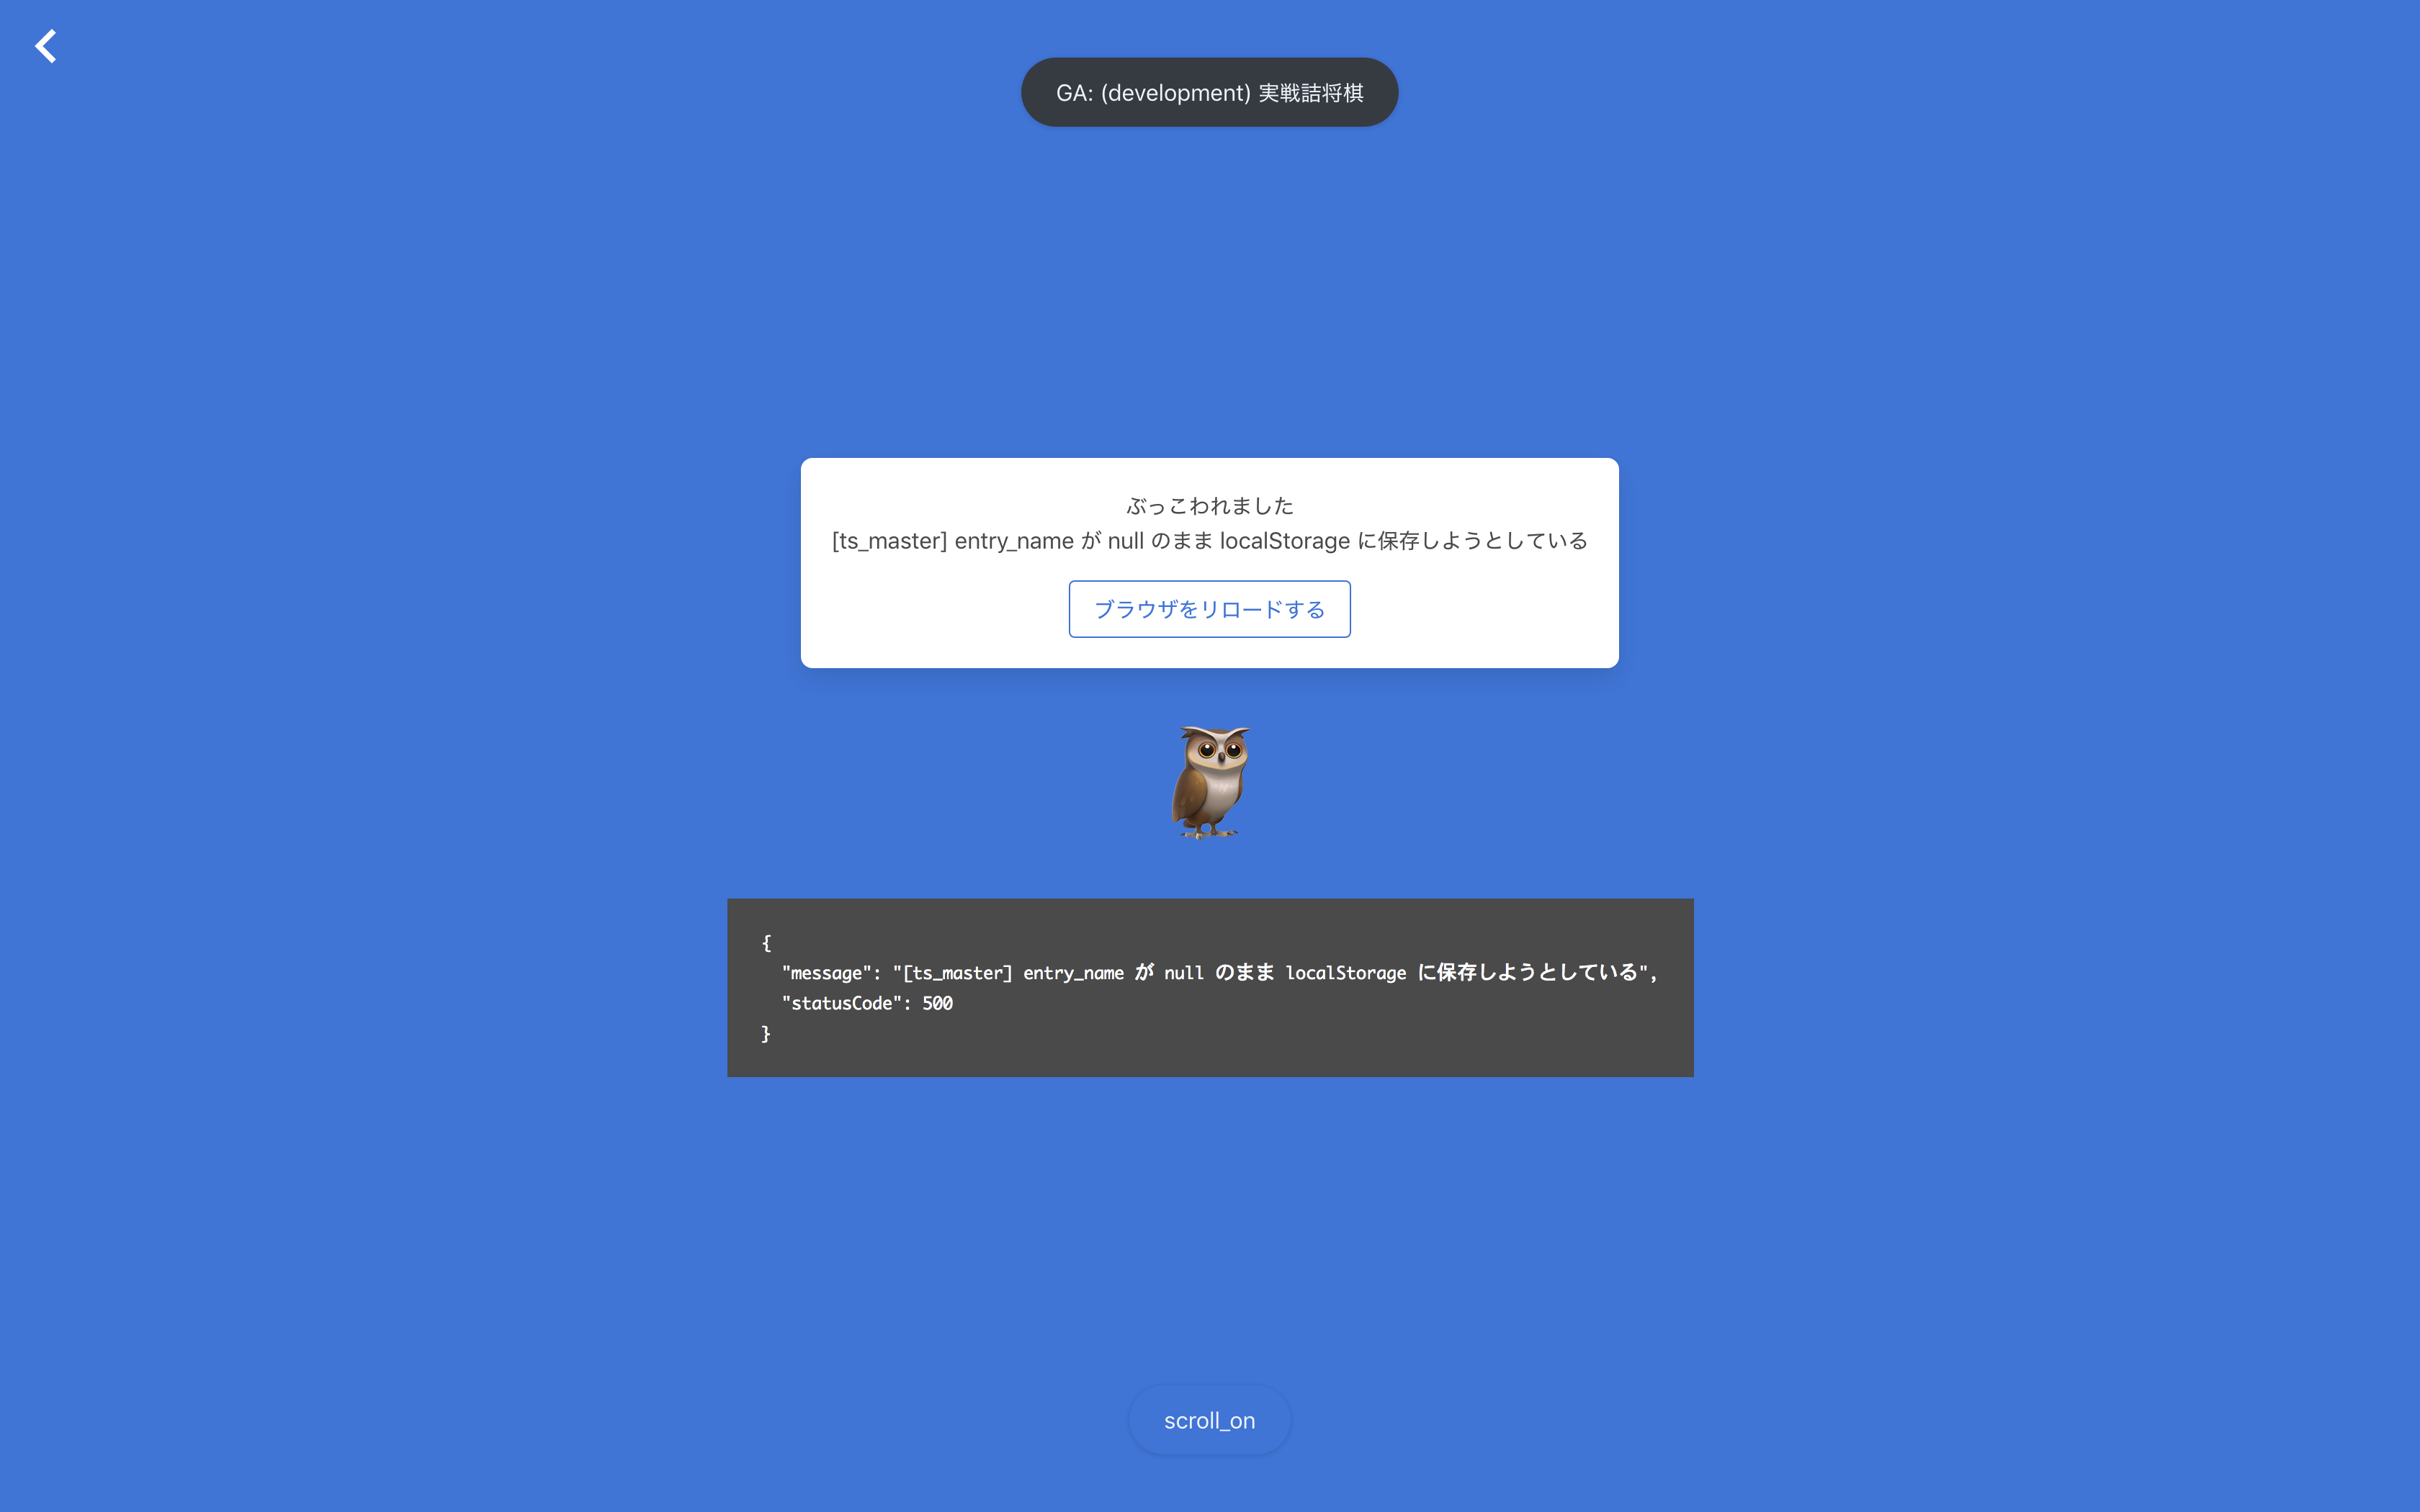 GA: (development) 実戦詰将棋
ぶっこわれました
[ts_master] entry_name が null のまま localStorage に保存しようとしている
ブラウザをリロードする
{
"message": "[ts_master] entry_name が null のまま localStorage に保存しようとしている",
"statusCode": 500
}
scroll_on